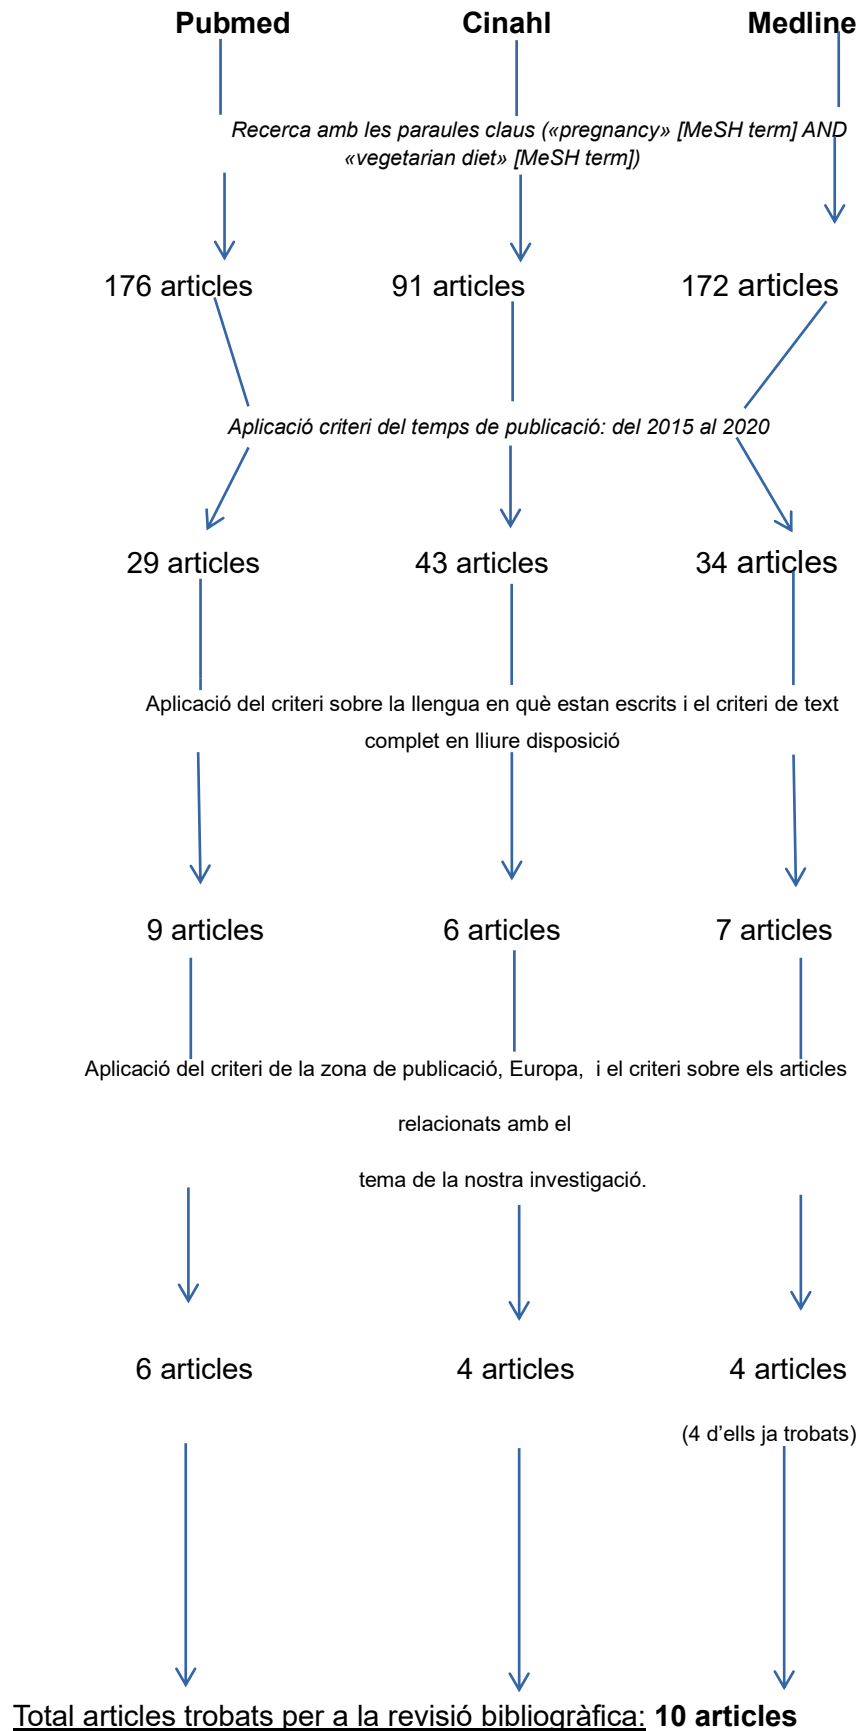 Pubmed Cinahl Medline
Recerca amb les paraules claus («pregnancy» [MeSH term] AND
«vegetarian diet» [MeSH term])
176 articles 91 articles 172 articles
Aplicació criteri del temps de publicació: del 2015 al 2020
29 articles 43 articles 34 articles
Aplicació del criteri sobre la llengua en què estan escrits i el criteri de text
complet en lliure disposició
9 articles 6 articles 7 articles
Aplicació del criteri de la zona de publicació, Europa, i el criteri sobre els articles
relacionats amb el
tema de la nostra investigació.
6 articles 4 articles 4 articles
(4 d’ells ja trobats)
Total articles trobats per a la revisió bibliogràfica: 10 articles